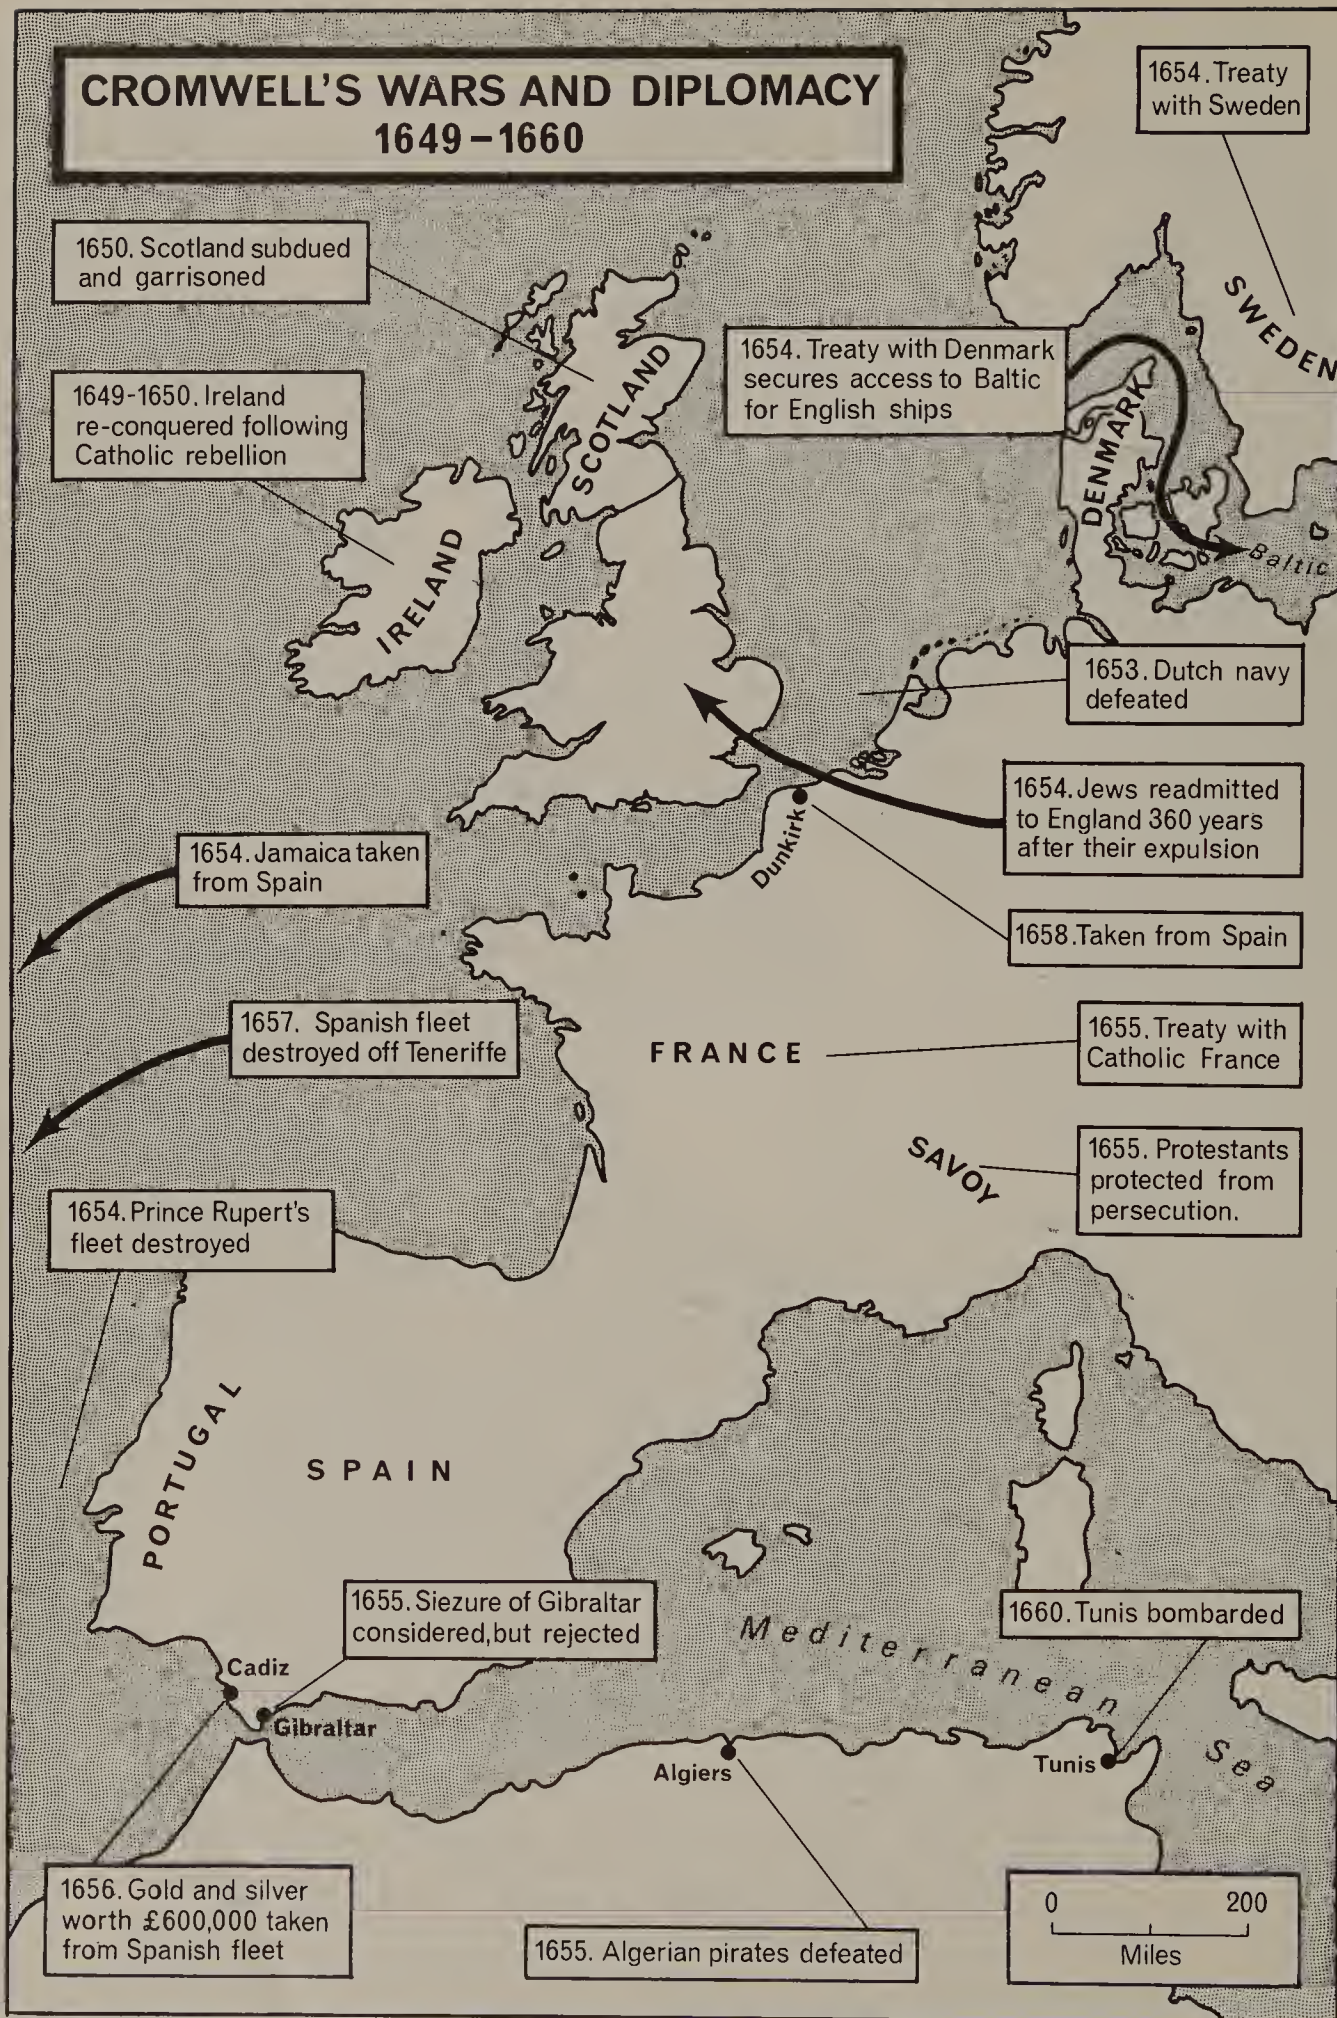 CROMWELL'S WARS AND DIPLOMACY
1649–1660
1654. Treaty
with Sweden
1650. Scotland subdued
and garrisoned
SWEDEN
1654. Treaty with Denmark
secures access to Baltic
for English ships
1649-1650. Ireland
re-conquered following
Catholic rebellion
SCOTLAND
DENMARK
IRELAND
Baltic
1653. Dutch navy
defeated
1654. Jews readmitted
to England 360 years
after their expulsion
Dunkirk
1654. Jamaica taken
from Spain
1658. Taken from Spain
1657. Spanish fleet
destroyed off Teneriffe
FRANCE
1655. Treaty with
Catholic France
SAVOY
1655. Protestants
protected from
persecution.
1654. Prince Rupert's
fleet destroyed
PORTUGAL
SPAIN
1655. Siezure of Gibraltar
considered, but rejected
1660. Tunis bombarded
Mediterranean
Sea
Cadiz
Gibraltar
Algiers
Tunis
1656. Gold and silver
worth £600,000 taken
from Spanish fleet
1655. Algerian pirates defeated
0 200
Miles